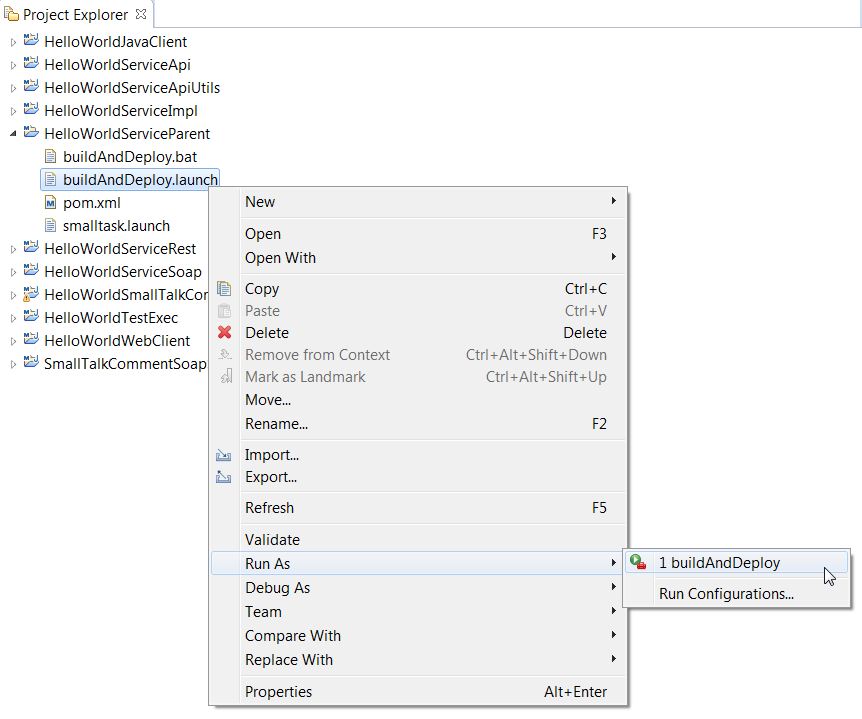 Project Explorer
HelloWorldJavaClient
HelloWorldServiceApi
HelloWorldServiceApiUtils
HelloWorldServiceImpl
HelloWorldServiceParent
buildAndDeploy.bat
buildAndDeploy.launch
pom.xml
smalltask.launch
HelloWorldServiceRest
HelloWorldServiceSoap
HelloWorldSmallTalkCor
HelloWorldTestExec
HelloWorldWebClient
SmallTalkCommentSoap
New
Open F3
Open With
Copy Ctrl+C
Paste Ctrl+V
Delete Delete
Remove from Context Ctrl+Alt+Shift+Down
Mark as Landmark Ctrl+Alt+Shift+Up
Move...
Rename... F2
Import...
Export...
Refresh F5
Validate
Run As
1 buildAndDeploy
Run Configurations...
Debug As
Team
Compare With
Replace With
Properties Alt+Enter